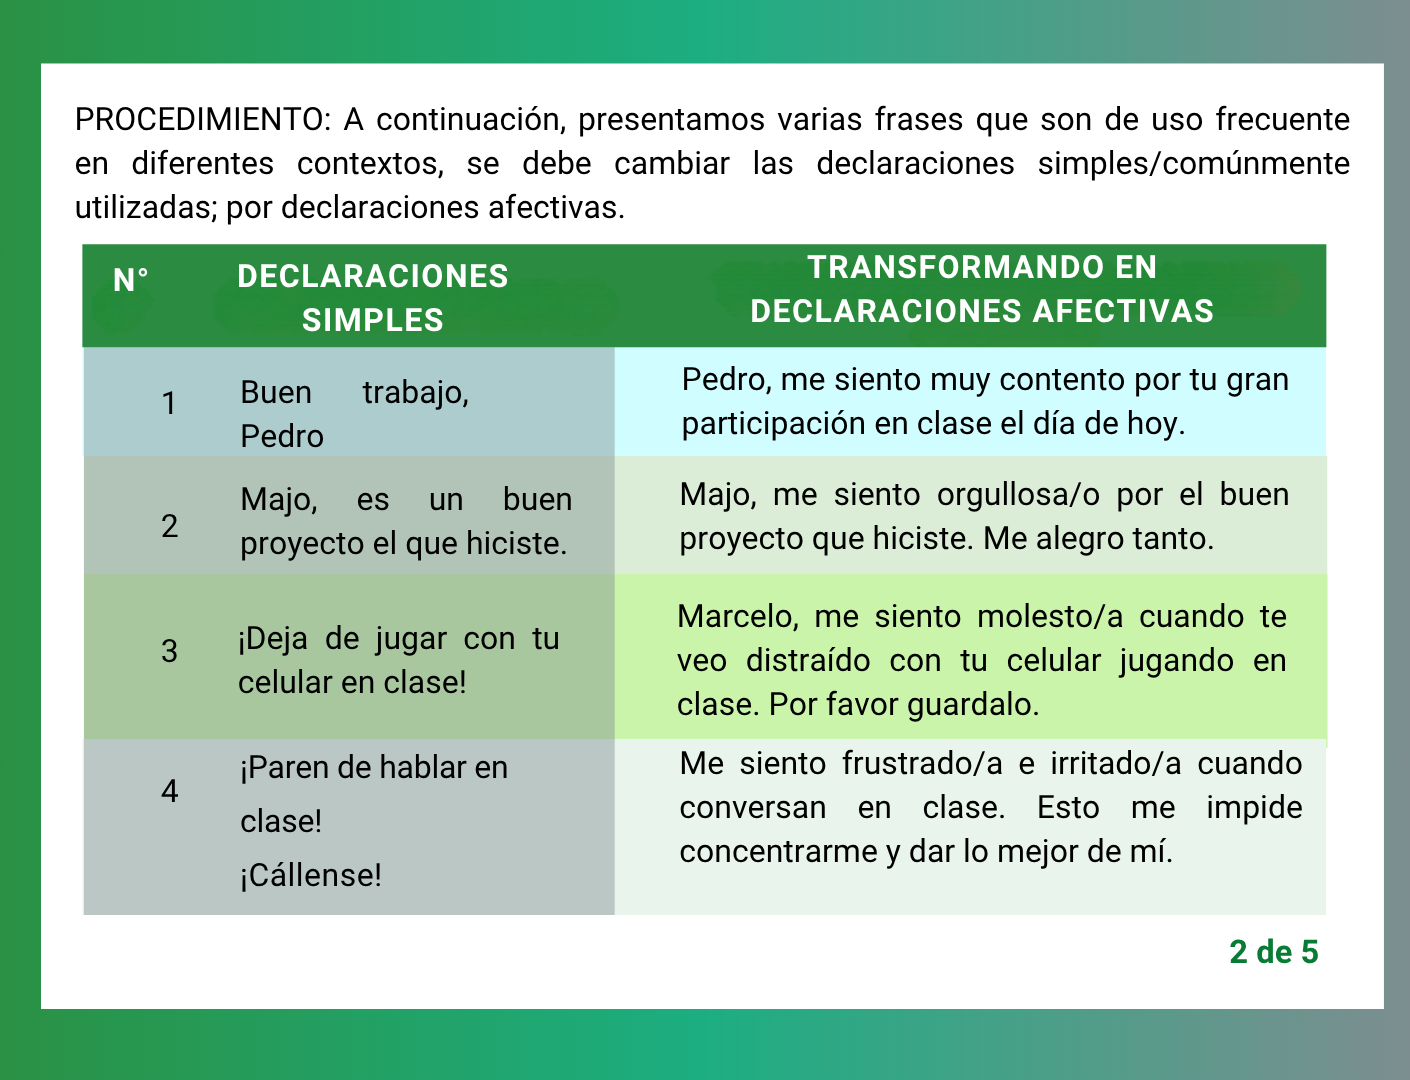 PROCEDIMIENTO: A continuación, presentamos varias frases que son de uso frecuente
en diferentes contextos, se debe cambiar las declaraciones simples/comúnmente
utilizadas; por declaraciones afectivas.
N°
DECLARACIONES
SIMPLES
TRANSFORMANDO EN
DECLARACIONES AFECTIVAS
1
Buen trabajo,
Pedro
Pedro, me siento muy contento por tu gran
participación en clase el día de hoy.
2
Majo, es un buen
proyecto el que hiciste.
Majo, me siento orgullosa/o por el buen
proyecto que hiciste. Me alegro tanto.
3
¡Deja de jugar con tu
celular en clase!
Marcelo, me siento molesto/a cuando te
veo distraído con tu celular jugando en
clase. Por favor guardalo.
4
¡Paren de hablar en
clase!
¡Cállense!
Me siento frustrado/a e irritado/a cuando
conversan en clase. Esto me impide
concentrarme y dar lo mejor de mí.
2 de 5